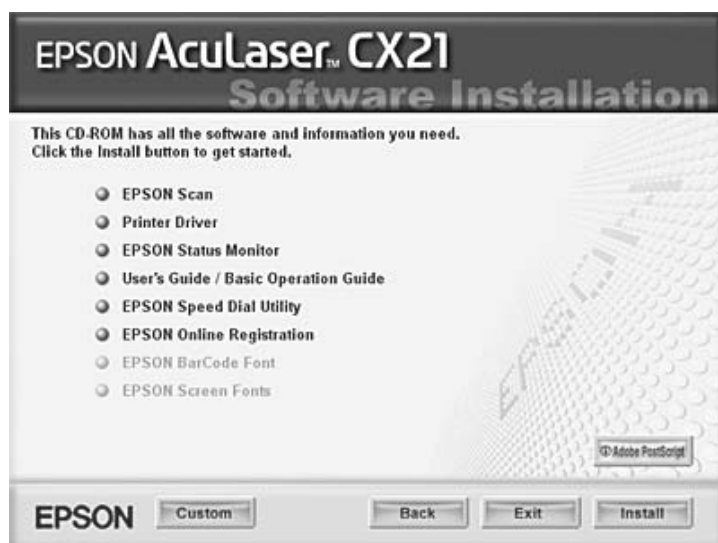 EPSON AcuLaser™ CX21
Software Installation
This CD-ROM has all the software and information you need.
Click the Install button to get started.
EPSON Scan
Printer Driver
EPSON Status Monitor
User's Guide / Basic Operation Guide
EPSON Speed Dial Utility
EPSON Online Registration
EPSON BarCode Font
EPSON Screen Fonts
EPSON
Adobe PostScript
EPSON
Custom
Back
Exit
Install